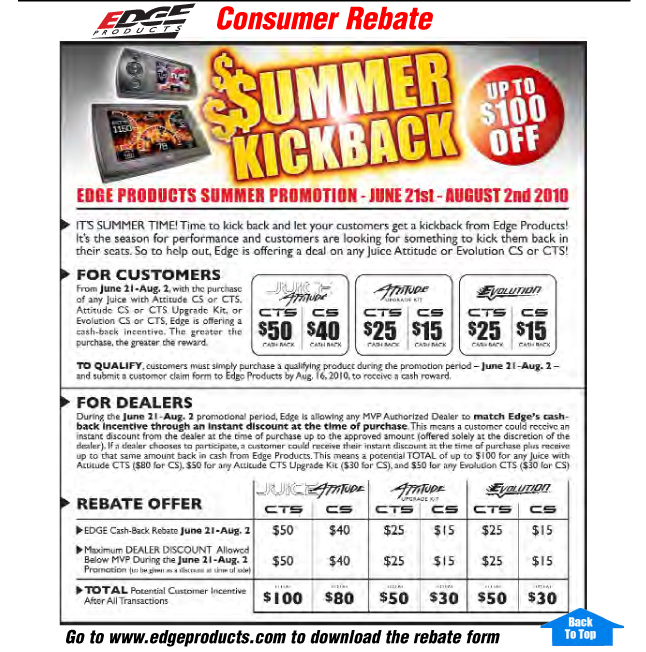 EDGE
PRODUCTS
Consumer Rebate
$$$UMMER
KICKBACK
UP TO
$100
OFF
1150
78
EDGE PRODUCTS SUMMER PROMOTION - JUNE 21st - AUGUST 2nd 2010
IT'S SUMMER TIME! Time to kick back and let your customers get a kickback from Edge Products!
It's the season for performance and customers are looking for something to kick them back in
their seats. So to help out, Edge is offering a deal on any Juice Attitude or Evolution CS or CTS!
FOR CUSTOMERS
From June 21-Aug. 2, with the purchase
of any Juice with Attitude CS or CTS,
Attitude CS or CTS Upgrade Kit, or
Evolution CS or CTS, Edge is offering a
cash-back incentive. The greater the
purchase, the greater the reward.
JUICE ATTITUDE
CTS CS
$50 $40
CASH BACK CASH BACK
ATTITUDE
UPGRADE KIT
CTS CS
$25 $15
CASH BACK CASH BACK
EVOLUTION
CTS CS
$25 $15
CASH BACK CASH BACK
TO QUALIFY, customers must simply purchase a qualifying product during the promotion period – June 21-Aug. 2 –
and submit a customer claim form to Edge Products by Aug. 16, 2010, to receive a cash reward.
FOR DEALERS
During the June 21-Aug. 2 promotional period, Edge is allowing any MVP Authorized Dealer to match Edge's cash-
back incentive through an instant discount at the time of purchase. This means a customer could receive an
instant discount from the dealer at the time of purchase up to the approved amount (offered solely at the discretion of the
dealer). If a dealer chooses to participate, a customer could receive their instant discount at the time of purchase plus receive
up to that same amount back in cash from Edge Products. This means a potential TOTAL of up to $100 for any Juice with
Attitude CTS ($80 for CS), $50 for any Attitude CTS Upgrade Kit ($30 for CS), and $50 for any Evolution CTS ($30 for CS)
REBATE OFFER
JUICE ATTITUDE ATTITUDE EVOLUTION
UPGRADE KIT
CTS CS CTS CS CTS CS
EDGE Cash-Back Rebate June 21-Aug. 2 $50 $40 $25 $15 $25 $15
Maximum DEALER DISCOUNT Allowed
Below MVP During the June 21-Aug. 2 $50 $40 $25 $15 $25 $15
Promotion (to be given as a discount at time of sale)
TOTAL Potential Customer Incentive
After All Transactions $100 $80 $50 $30 $50 $30
Go to www.edgeproducts.com to download the rebate form
Back
To Top